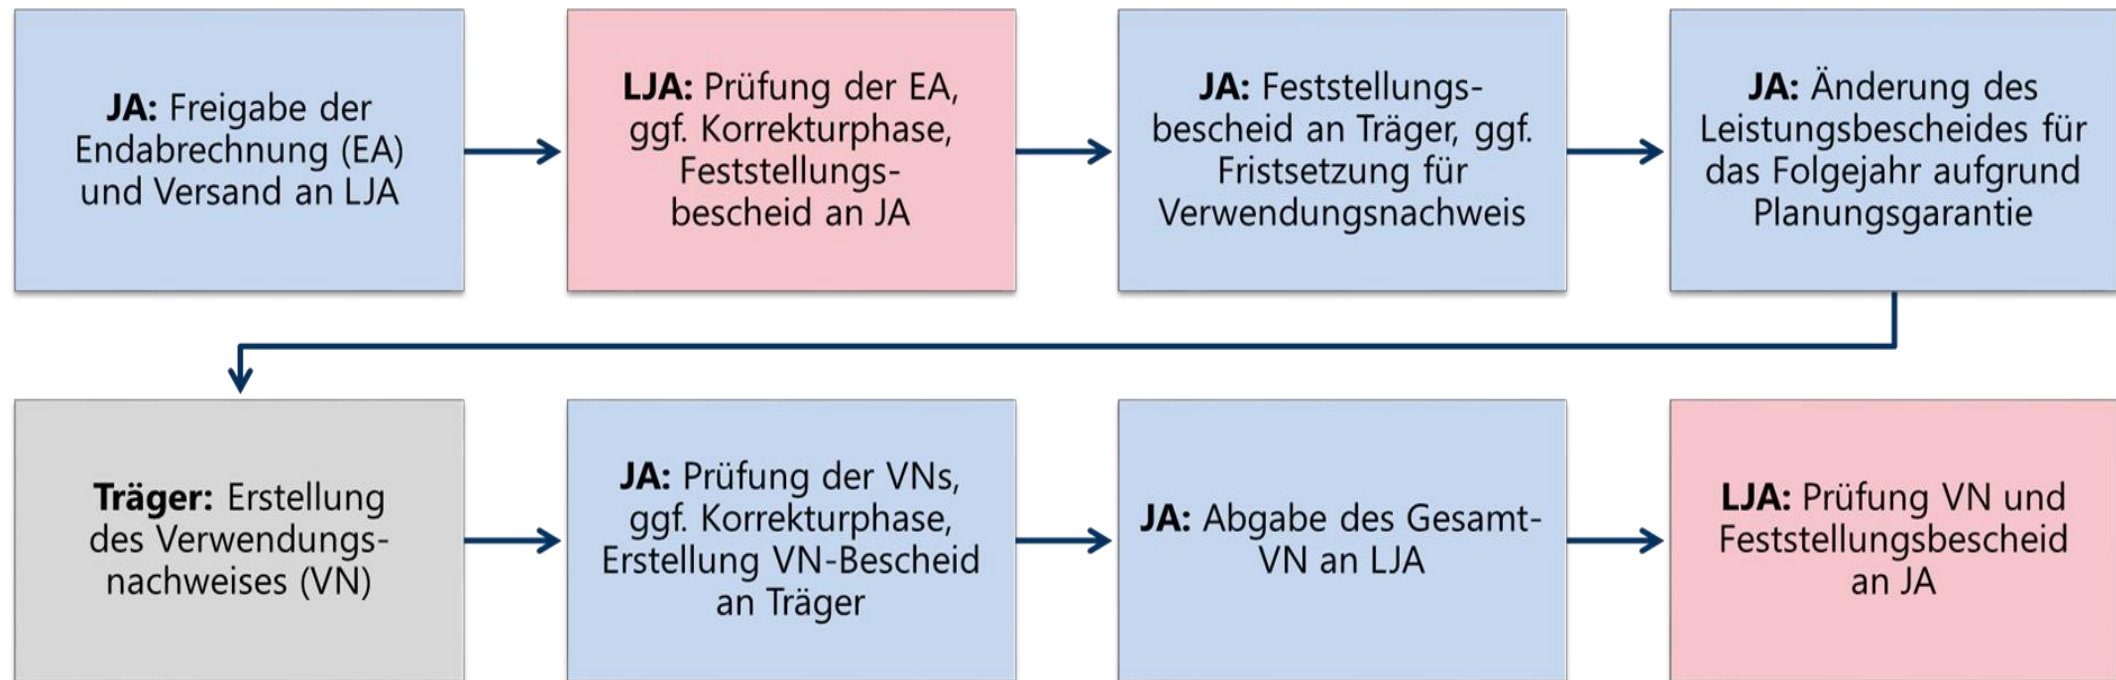 JA: Freigabe der
Endabrechnung (EA)
und Versand an LJA
LJA: Prüfung der EA,
ggf. Korrekturphase,
Feststellungs-
bescheid an JA
JA: Feststellungs-
bescheid an Träger, ggf.
Fristsetzung für
Verwendungsnachweis
JA: Änderung des
Leistungsbescheides für
das Folgejahr aufgrund
Planungsgarantie
Träger: Erstellung
des Verwendungs-
nachweises (VN)
JA: Prüfung der VNs,
ggf. Korrekturphase,
Erstellung VN-Bescheid
an Träger
JA: Abgabe des Gesamt-
VN an LJA
LJA: Prüfung VN und
Feststellungsbescheid
an JA